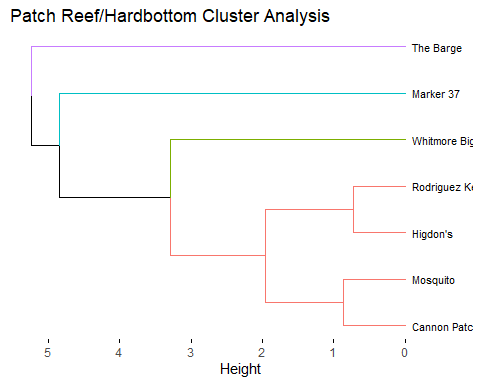 Patch Reef/Hardbottom Cluster Analysis
The Barge
Marker 37
Whitmore Big
Rodriguez Ke
Higdon's
Mosquito
Cannon Patc
5 4 3 2 1 0
Height